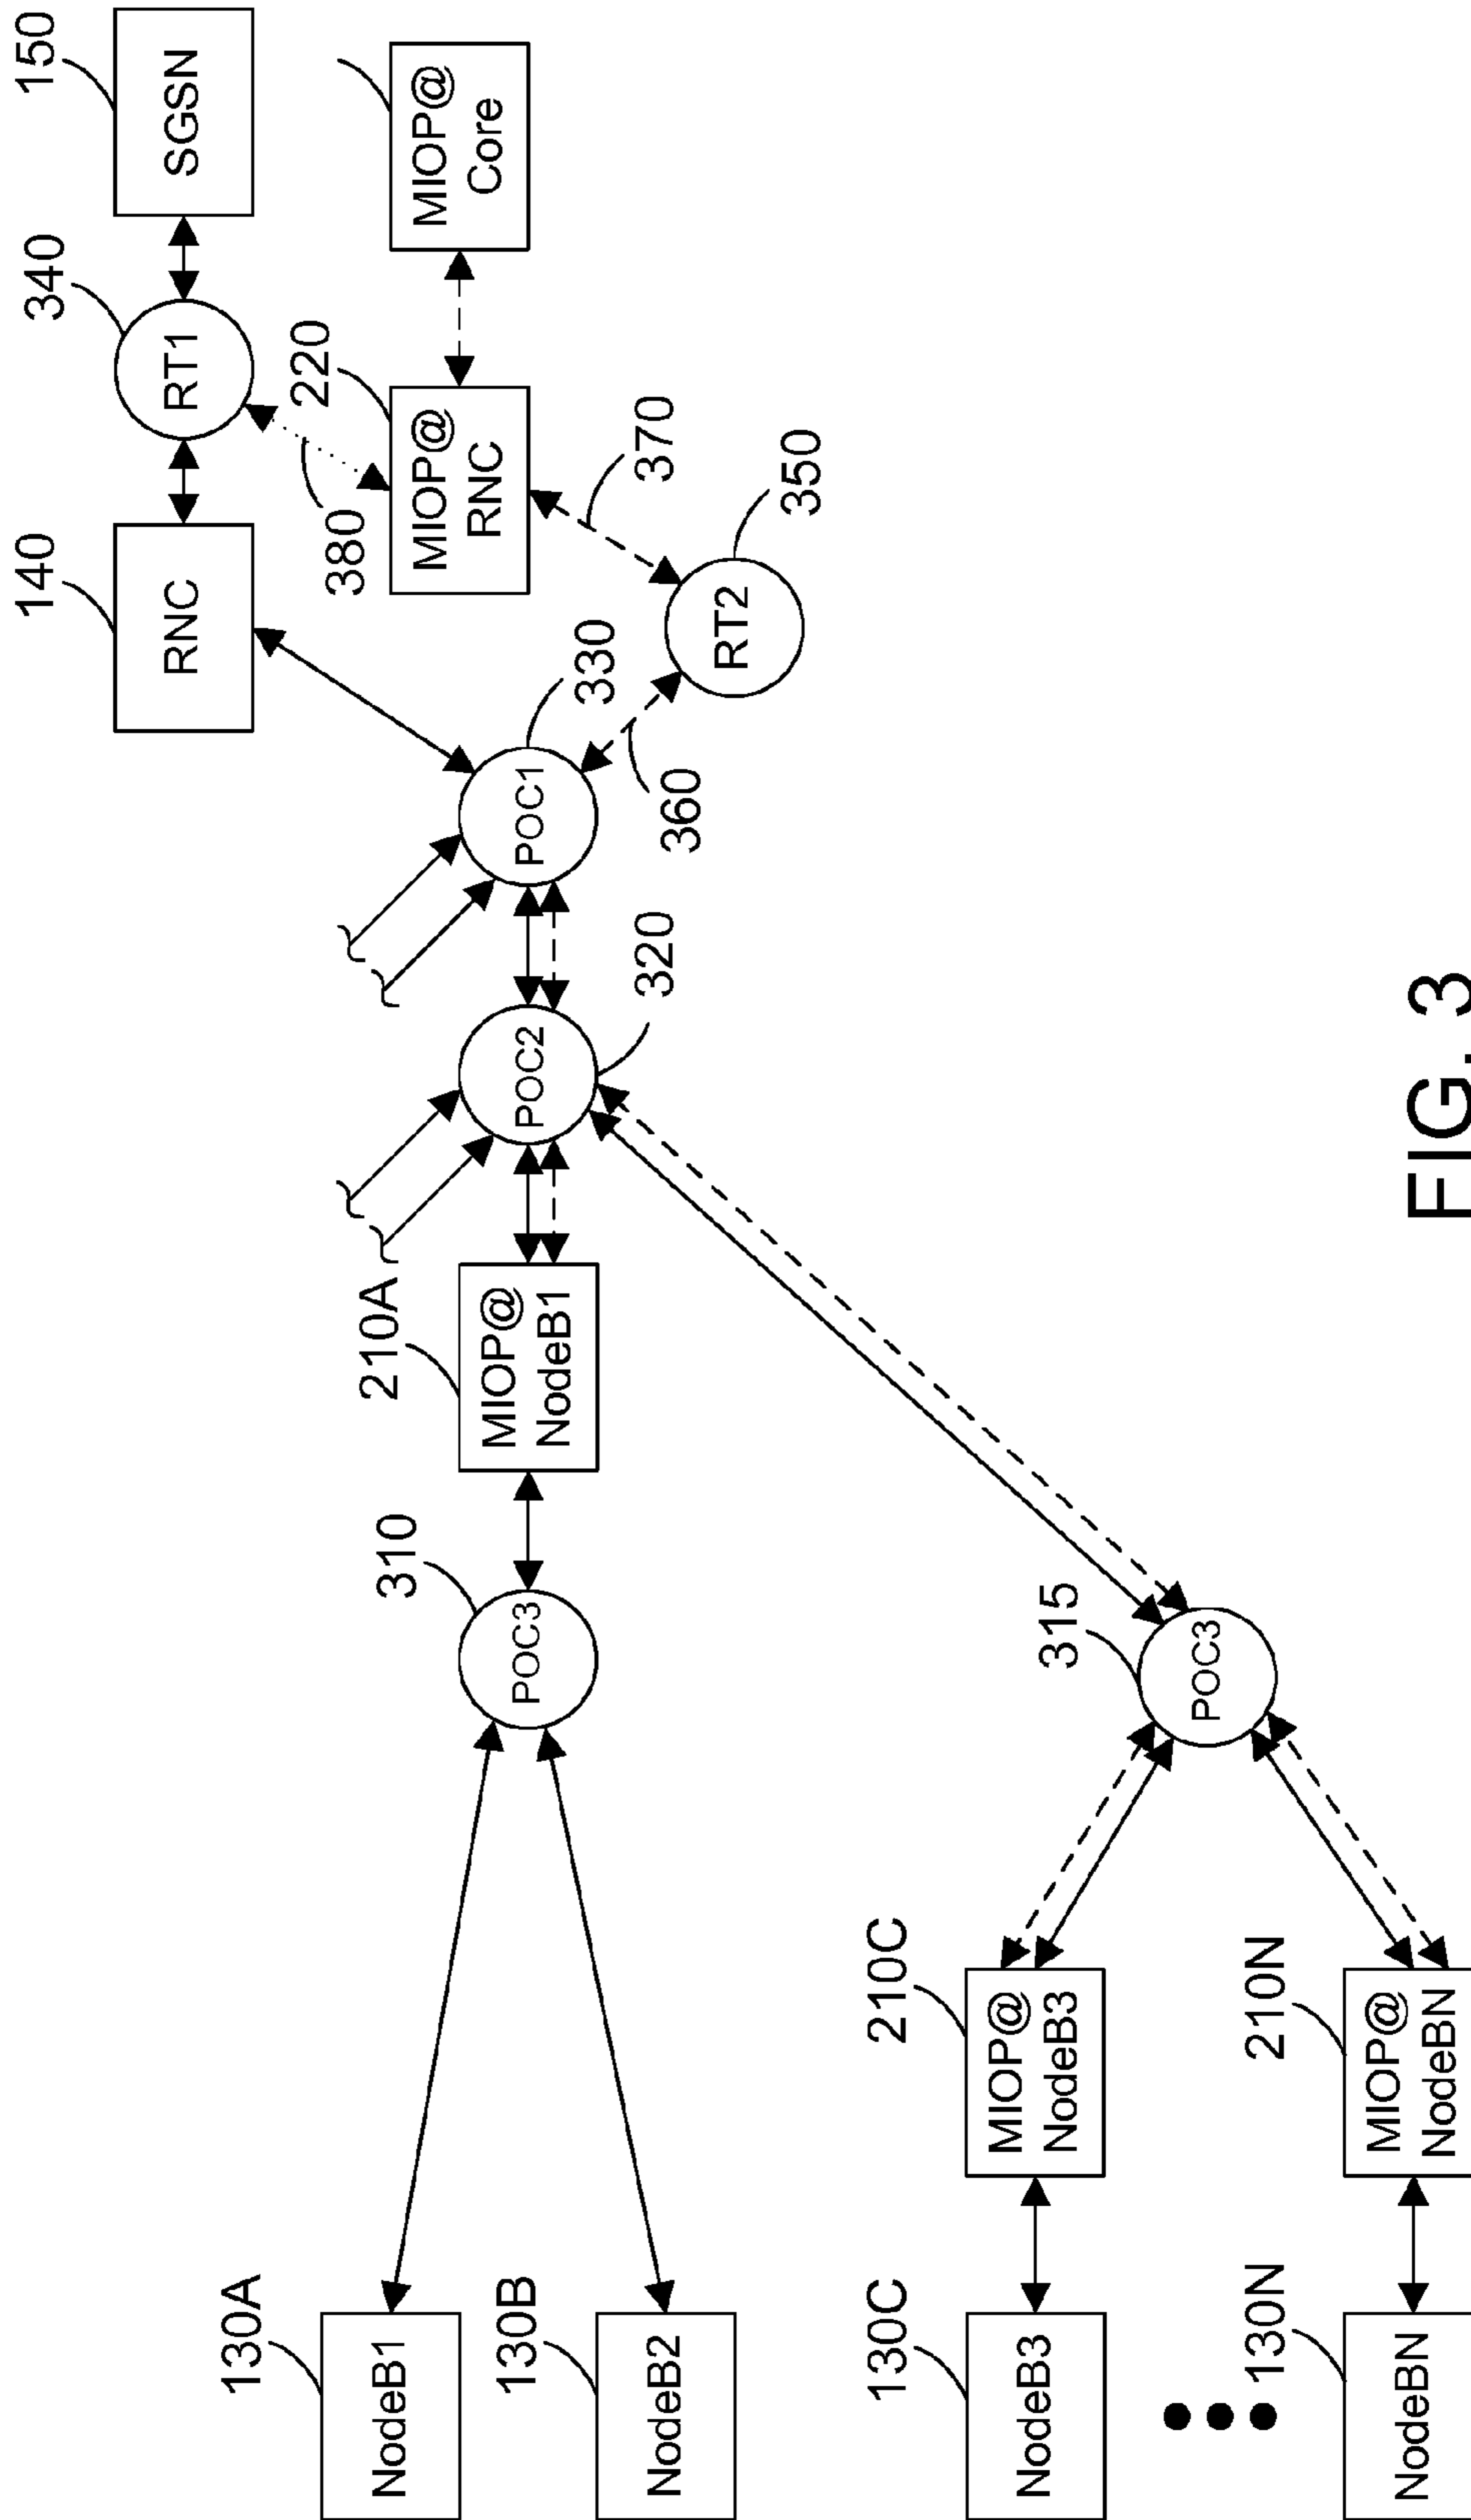 130A
NodeB1
130B
NodeB2
130C
NodeB3
130N
NodeBN
210C
MIOP@
NodeB3
210N
MIOP@
NodeBN
310
POC3
315
POC3
210A
MIOP@
NodeB1
POC2
320
POC1
330
360
140
RNC
380
220
MIOP@
RNC
370
RT2
350
340
RT1
150
SGSN
MIOP@
Core
FIG. 3